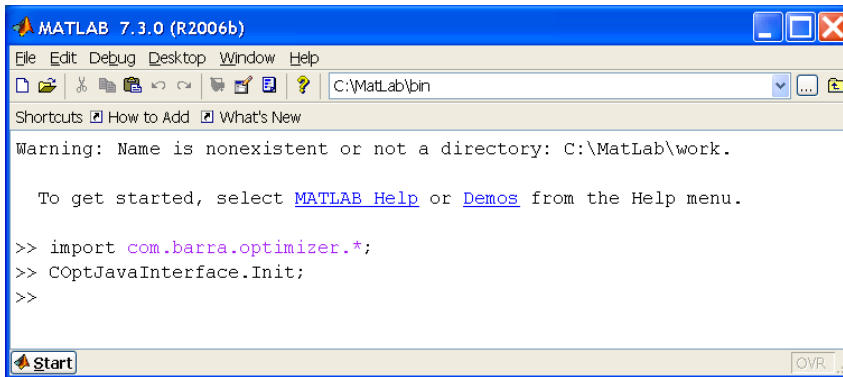 MATLAB 7.3.0 (R2006b)
File Edit Debug Desktop Window Help
C:\MatLab\bin
Shortcuts How to Add What's New
Warning: Name is nonexistent or not a directory: C:\MatLab\work.
To get started, select MATLAB Help or Demos from the Help menu.
>> import com.barra.optimizer.*;
>> COptJavaInterface.Init;
>>
Start OVR